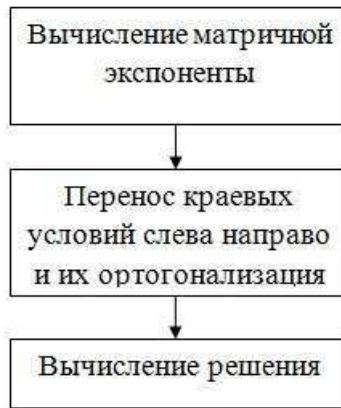 Вычисление матричной
экспоненты
Перенос краевых
условий слева направо
и их ортогонализация
Вычисление решения